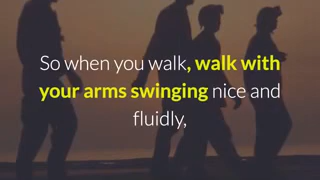 So when you walk, walk with
your arms swinging nice and
fluidly,